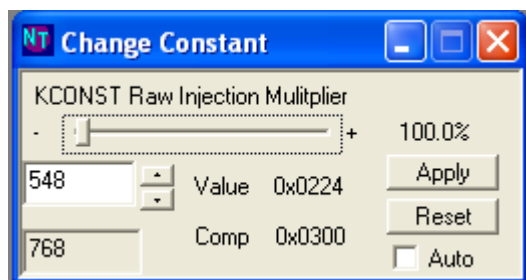 NT Change Constant
KCONST Raw Injection Mulitplier
- + 100.0%
548 Value 0x0224 Apply
768 Comp 0x0300 Reset
Auto